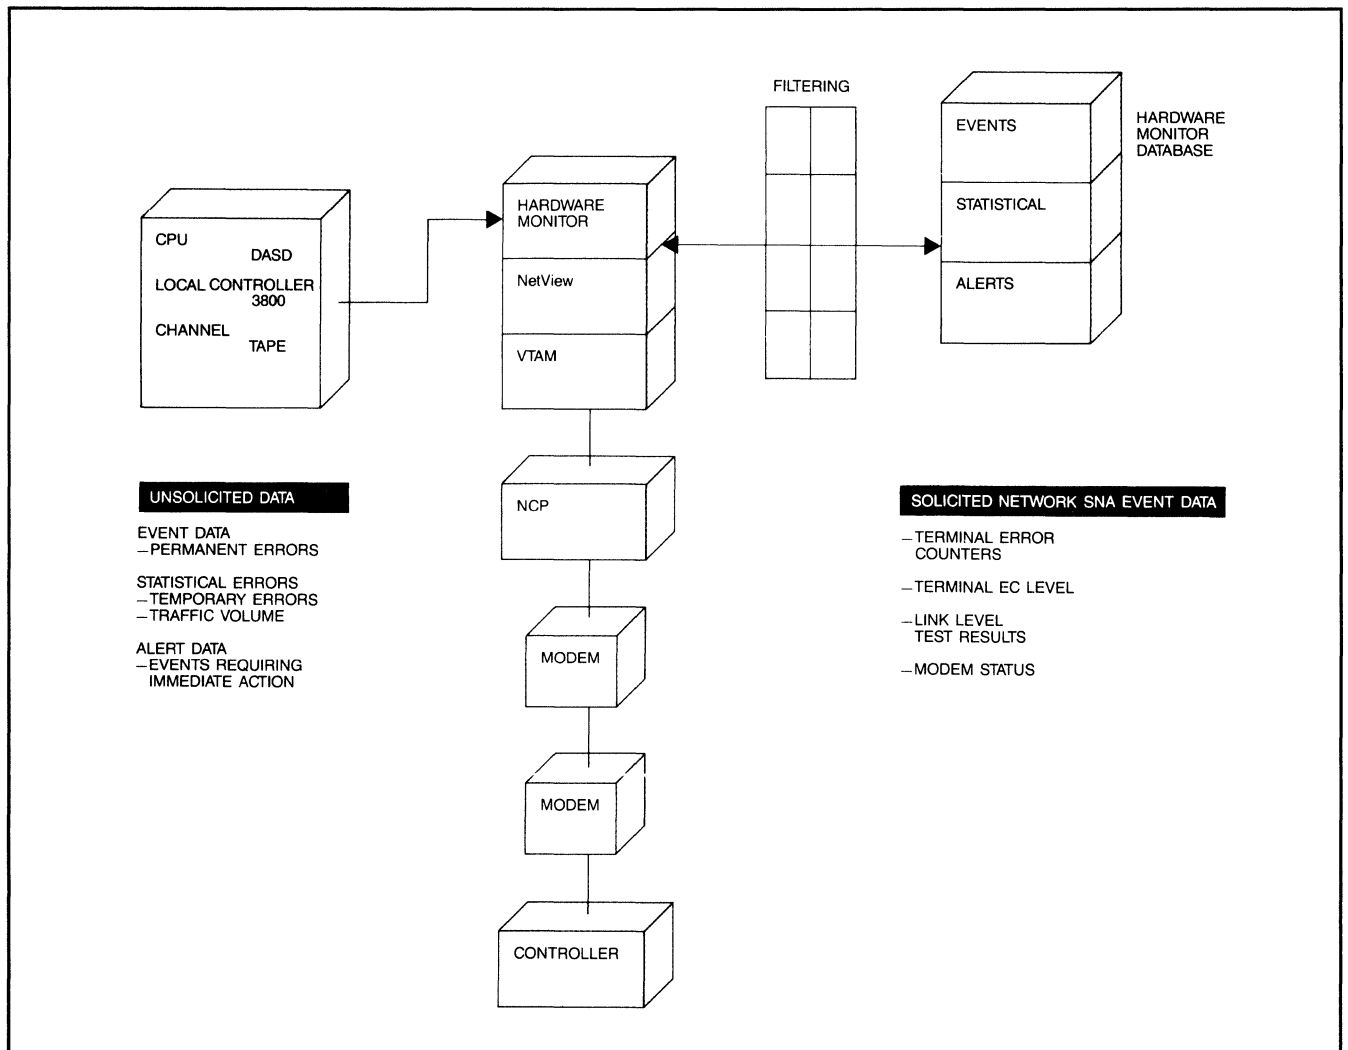 FILTERING
EVENTS
STATISTICAL
ALERTS
HARDWARE
MONITOR
DATABASE
HARDWARE
MONITOR
NetView
VTAM
CPU
DASD
LOCAL CONTROLLER
3800
CHANNEL
TAPE
NCP
MODEM
MODEM
CONTROLLER
UNSOLICITED DATA
EVENT DATA
—PERMANENT ERRORS
STATISTICAL ERRORS
—TEMPORARY ERRORS
—TRAFFIC VOLUME
ALERT DATA
—EVENTS REQUIRING
IMMEDIATE ACTION
SOLICITED NETWORK SNA EVENT DATA
—TERMINAL ERROR
COUNTERS
—TERMINAL EC LEVEL
—LINK LEVEL
TEST RESULTS
—MODEM STATUS